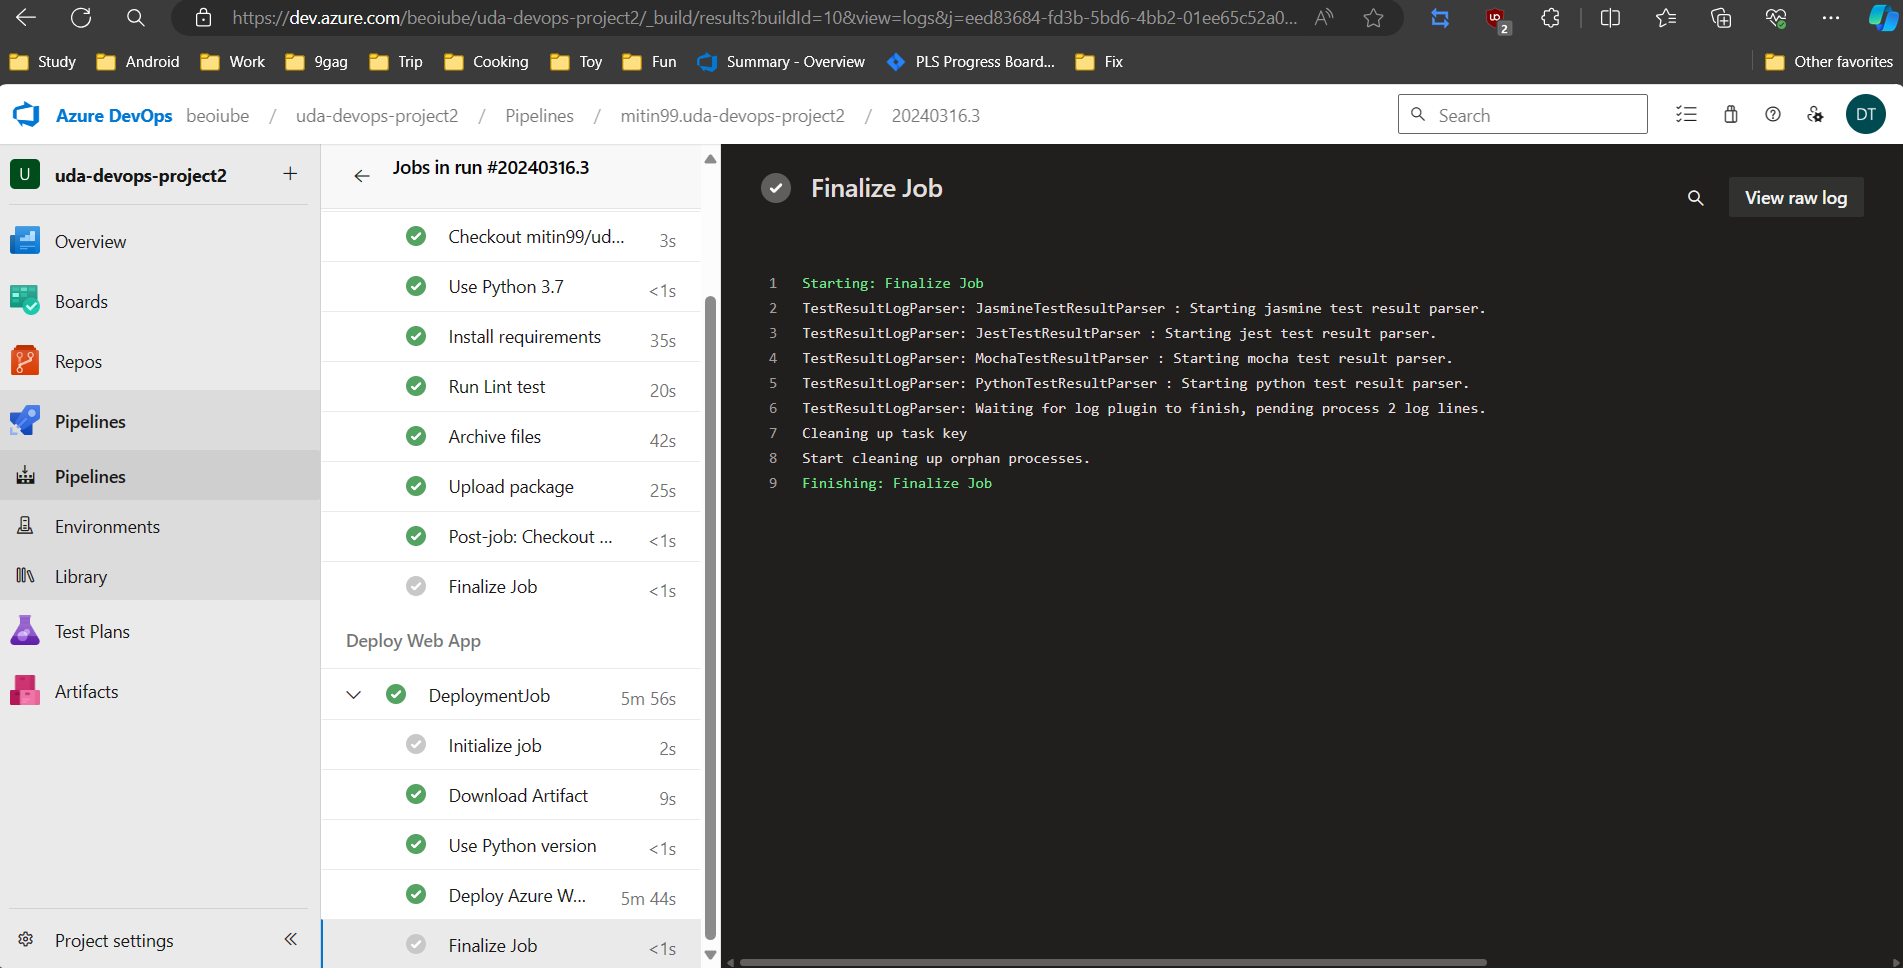 https://dev.azure.com/beoiube/uda-devops-project2/_build/results?buildId=10&view=logs&j=eed83684-fd3b-5bd6-4bb2-01ee65c52a0...
2
Study Android Work 9gag Trip Cooking Toy Fun Summary - Overview PLS Progress Board... Fix Other favorites
Azure DevOps beoiube / uda-devops-project2 / Pipelines / mitin99.uda-devops-project2 / 20240316.3
Search
DT
U uda-devops-project2 +
Overview
Boards
Repos
Pipelines
Pipelines
Environments
Library
Test Plans
Artifacts
Project settings
Jobs in run #20240316.3
Checkout mitin99/ud... 3s
Use Python 3.7 <1s
Install requirements 35s
Run Lint test 20s
Archive files 42s
Upload package 25s
Post-job: Checkout ... <1s
Finalize Job <1s
Deploy Web App
DeploymentJob 5m 56s
Initialize job 2s
Download Artifact 9s
Use Python version <1s
Deploy Azure W... 5m 44s
Finalize Job <1s
Finalize Job
View raw log
1 Starting: Finalize Job
2 TestResultLogParser: JasmineTestResultParser : Starting jasmine test result parser.
3 TestResultLogParser: JestTestResultParser : Starting jest test result parser.
4 TestResultLogParser: MochaTestResultParser : Starting mocha test result parser.
5 TestResultLogParser: PythonTestResultParser : Starting python test result parser.
6 TestResultLogParser: Waiting for log plugin to finish, pending process 2 log lines.
7 Cleaning up task key
8 Start cleaning up orphan processes.
9 Finishing: Finalize Job